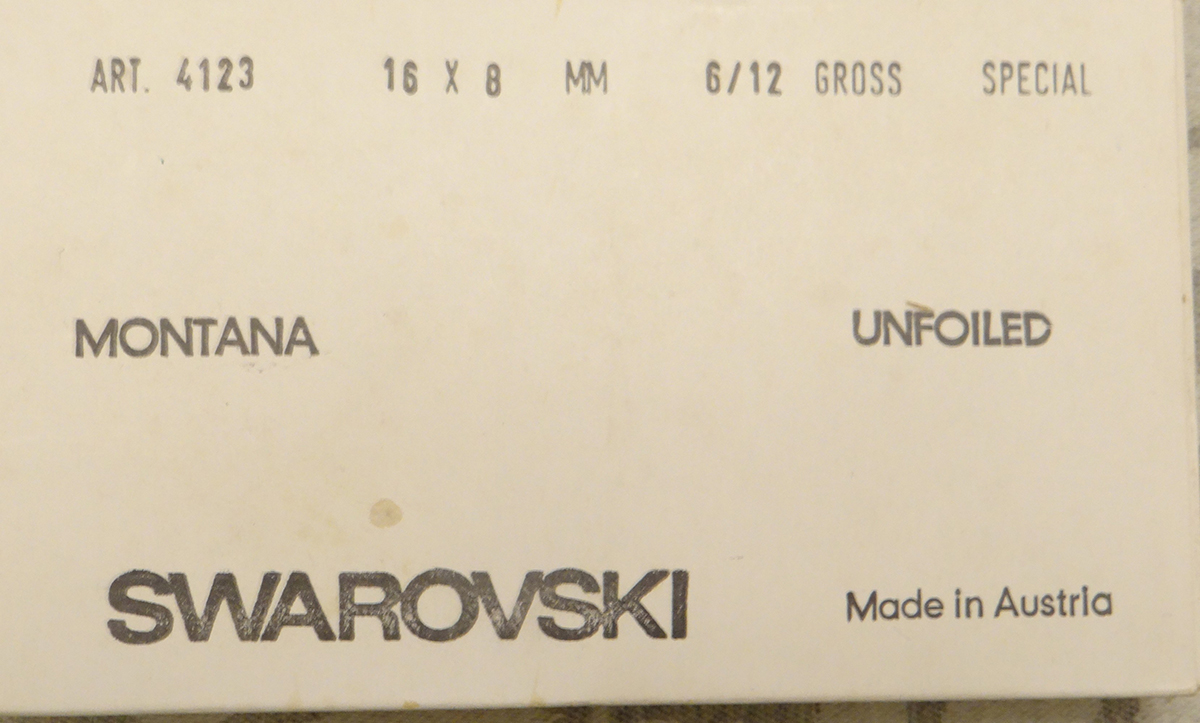 ART. 4123 16 X 8 MM 6/12 GROSS SPECIAL
MONTANA UNFOILED
SWAROVSKI Made in Austria